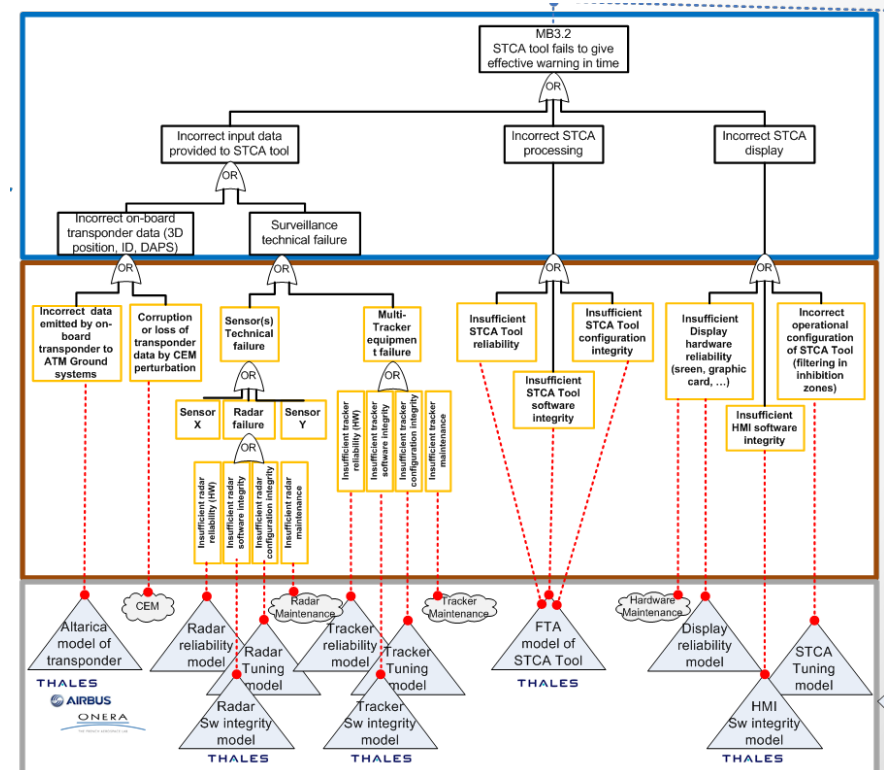 MB3.2
STCA tool fails to give
effective warning in time
OR
Incorrect input data
provided to STCA tool
Incorrect STCA
processing
Incorrect STCA
display
OR
Incorrect on-board
transponder data (3D
position, ID, DAPS)
Surveillance
technical failure
OR
OR
OR
OR
Incorrect data
emitted by on-
board
transponder to
ATM Ground
systems
Corruption
or loss of
transponder
data by CEM
perturbation
Sensor(s)
Technical
failure
Multi-
Tracker
equipmen
t failure
Insufficient
STCA Tool
reliability
Insufficient
STCA Tool
software
integrity
Insufficient
STCA Tool
configuration
integrity
Insufficient
Display
hardware
reliability
(sreen, graphic
card, ...)
Insufficient
HMI software
integrity
Incorrect
operational
configuration
of STCA Tool
(filtering in
inhibition
zones)
OR
OR
Sensor
X
Radar
failure
Sensor
Y
OR
Insufficient radar
reliability (HW)
Insufficient radar
software integrity
Insufficient radar
configuration integrity
Insufficient radar
maintenance
Insufficient tracker
reliability (HW)
Insufficient tracker
software integrity
Insufficient tracker
configuration integrity
Insufficient tracker
maintenance
CEM
Radar
Maintenance
Tracker
Maintenance
Hardware
Maintenance
Altarica
model of
transponder
Radar
reliability
model
Radar
Tuning
model
Tracker
reliability
model
Tracker
Tuning
model
FTA
model of
STCA Tool
Display
reliability
model
STCA
Tuning
model
THALES
AIRBUS
ONERA
THALES
Radar
Sw integrity
model
THALES
Tracker
Sw integrity
model
THALES
HMI
Sw integrity
model
THALES